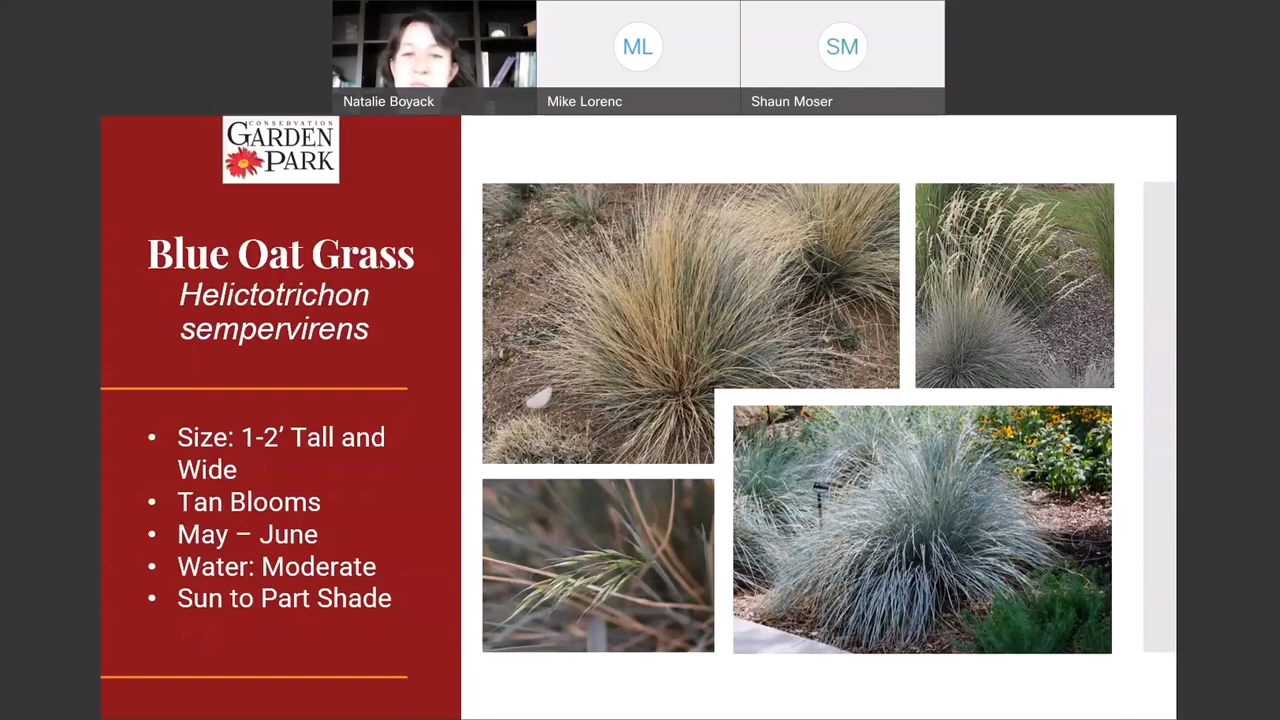 ML
SM
Natalie Boyack
Mike Lorenc
Shaun Moser
CONSERVATION
GARDEN
PARK
Blue Oat Grass
Helictotrichon
sempervirens
• Size: 1-2’ Tall and
Wide
• Tan Blooms
• May – June
• Water: Moderate
• Sun to Part Shade